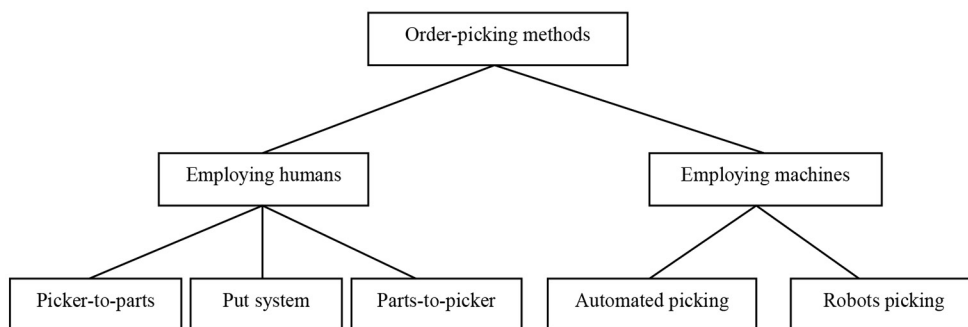 Order-picking methods
Employing humans
Employing machines
Picker-to-parts
Put system
Parts-to-picker
Automated picking
Robots picking